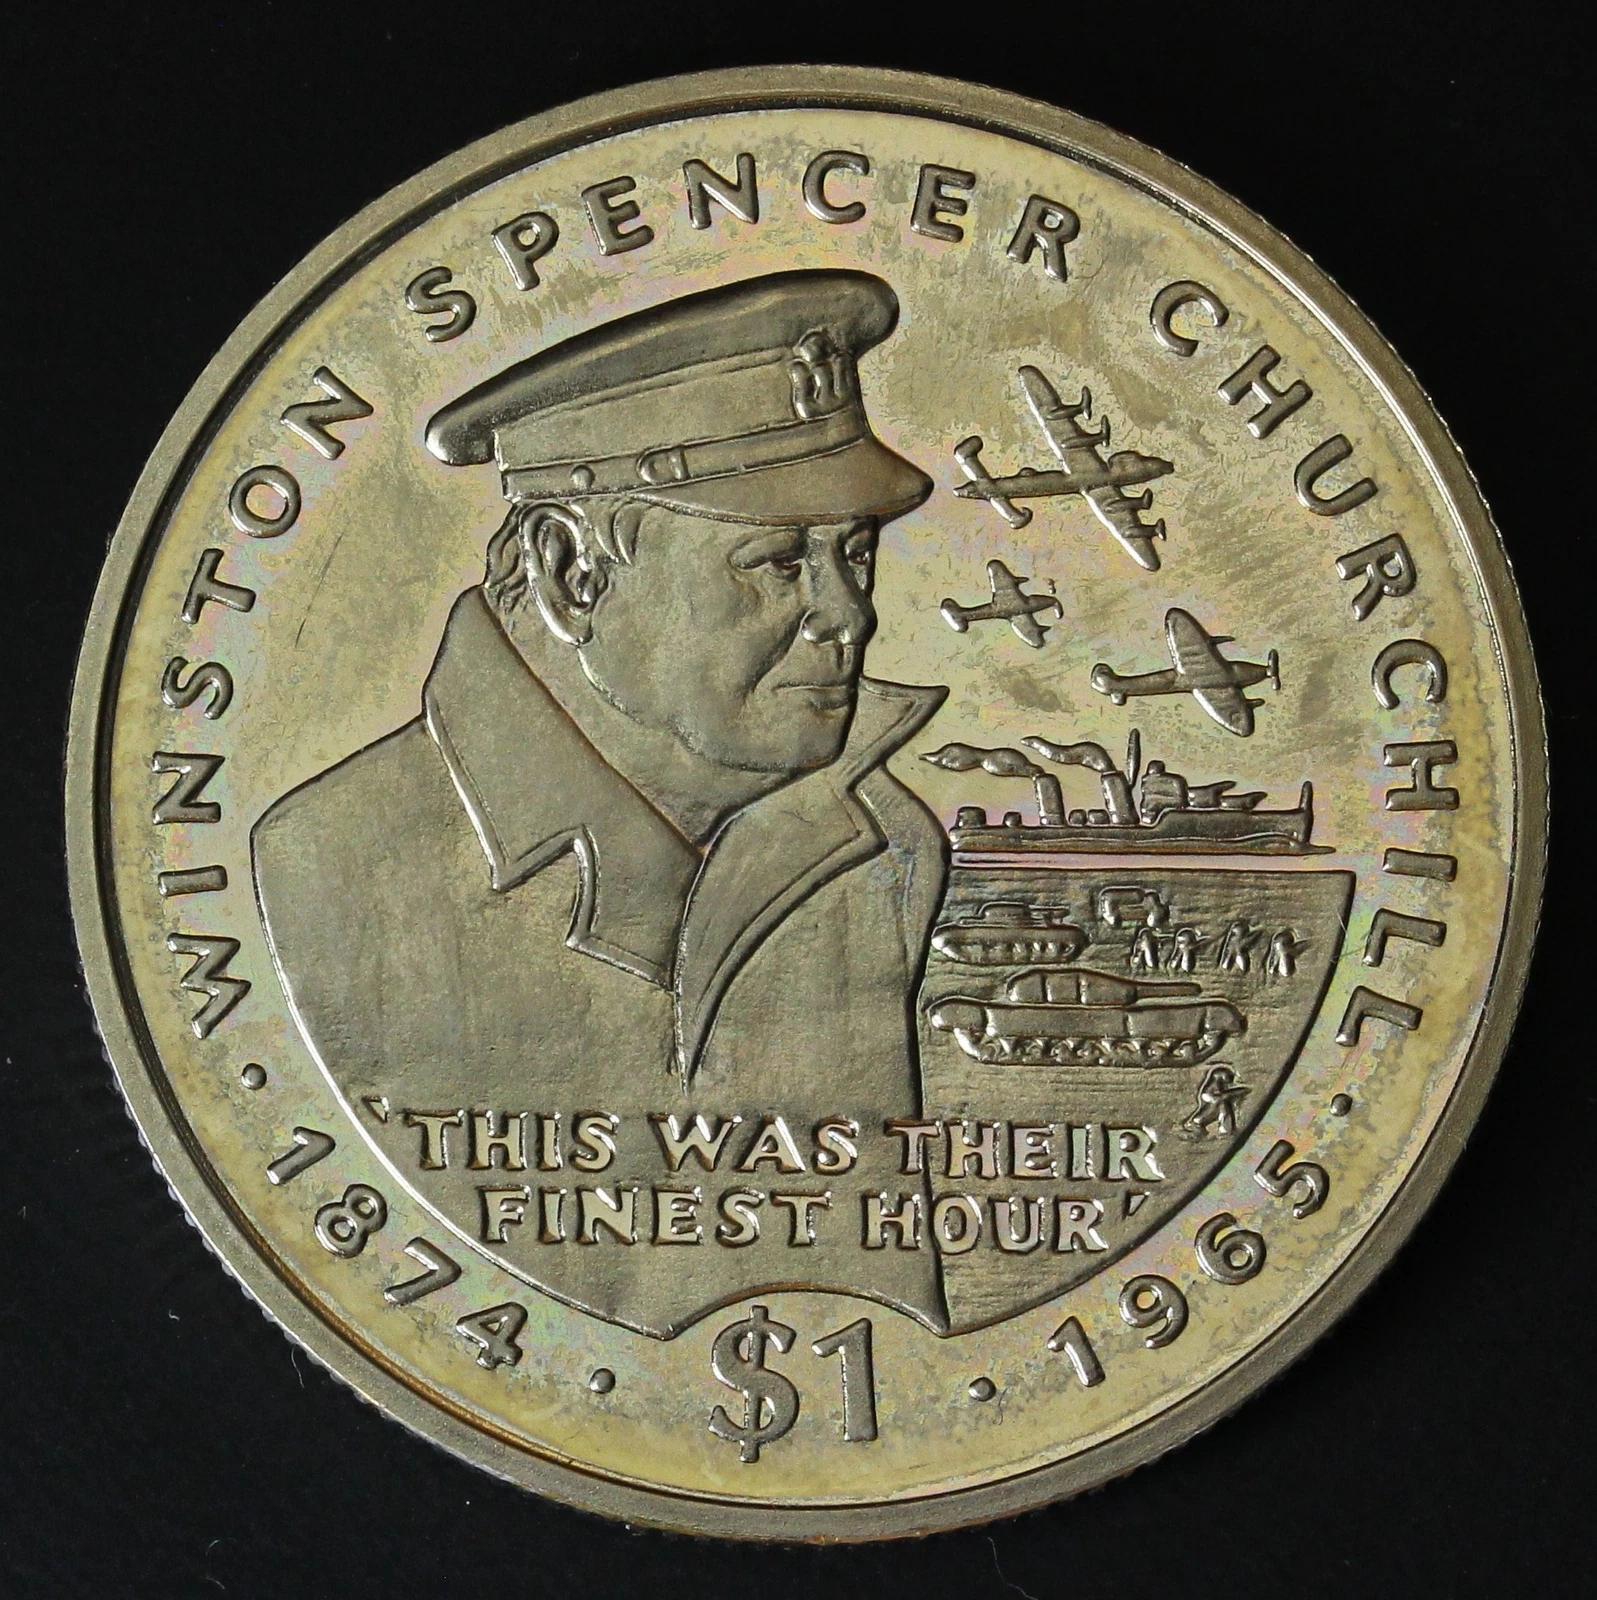 WINSTON SPENCER CHURCHILL
'THIS WAS THEIR
FINEST HOUR'
· 1874 · $1 · 1965 ·